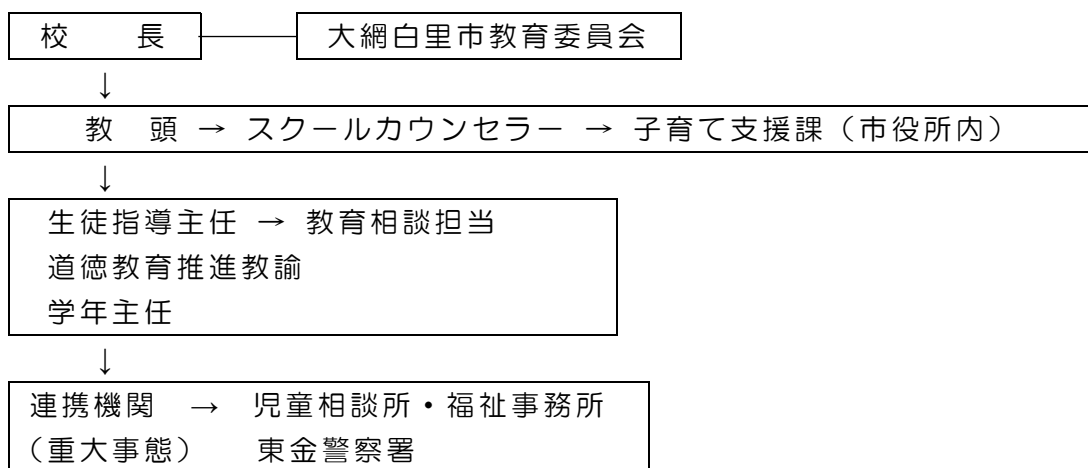 校　　長　　大網白里市教育委員会
↓
教　頭 → スクールカウンセラー → 子育て支援課（市役所内）
↓
生徒指導主任 → 教育相談担当
道徳教育推進教諭
学年主任
↓
連携機関　→　児童相談所・福祉事務所
（重大事態）　　東金警察署